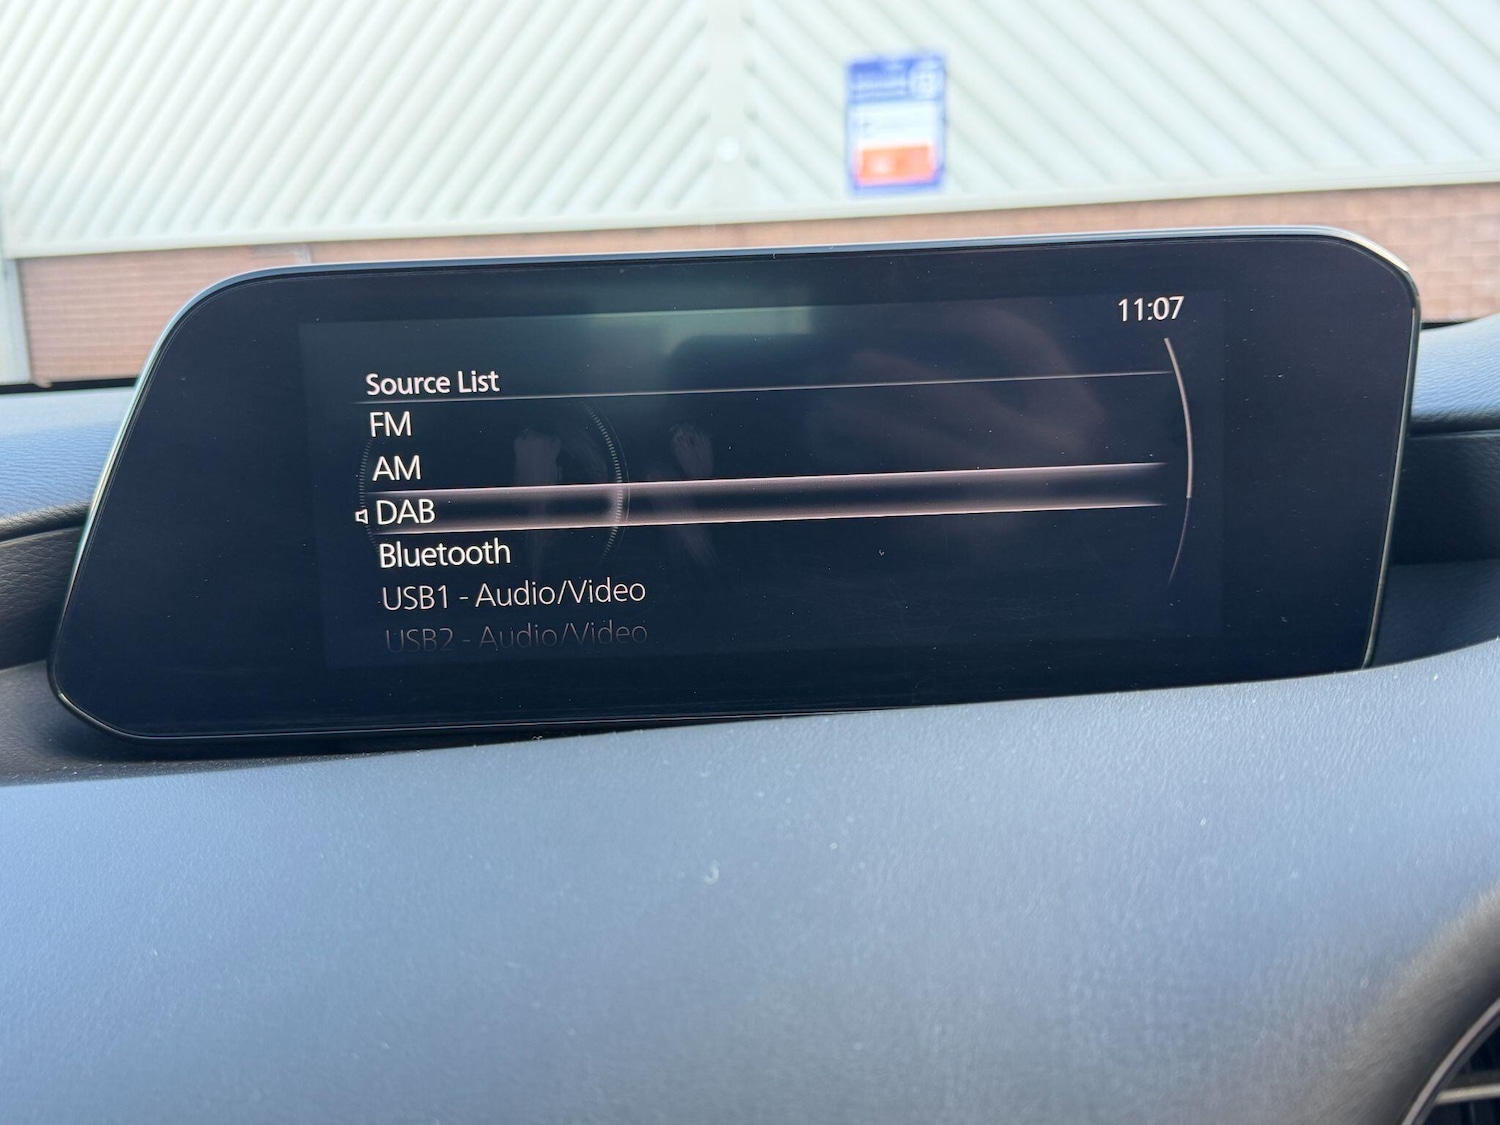 11:07
Source List
FM
AM
DAB
Bluetooth
USB1 - Audio/Video
USB2 - Audio/Video